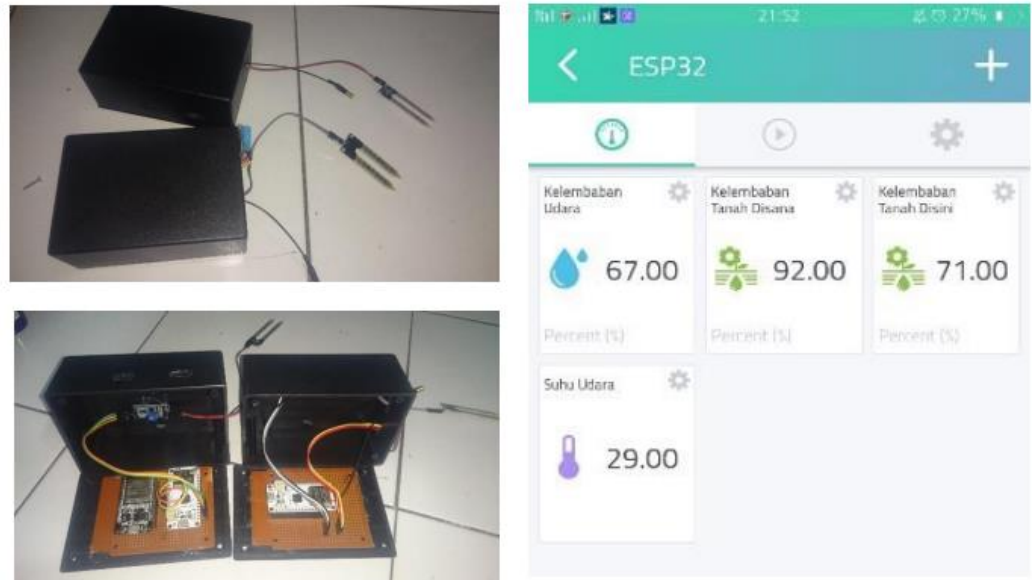 21:52
27%
ESP32
Kelembaban
Udara
67.00
Percent (%)
Kelembaban
Tanah Disana
92.00
Percent (%)
Kelembaban
Tanah Disini
71.00
Percent (%)
Suhu Udara
29.00